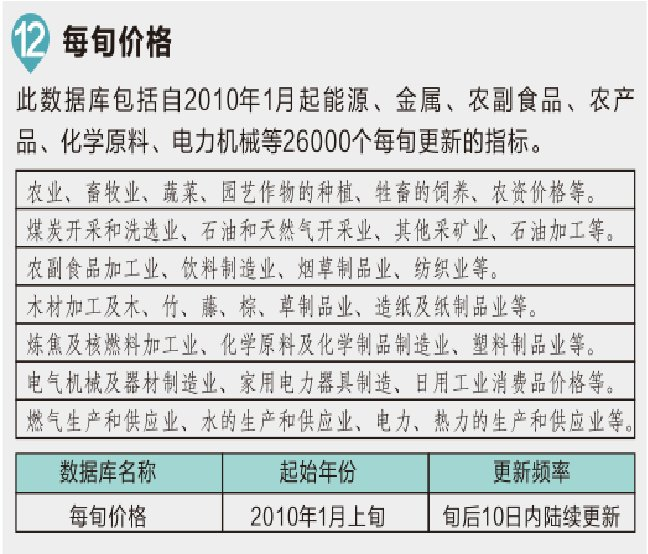 12 每旬价格
此数据库包括自2010年1月起能源、金属、农副食品、农产
品、化学原料、电力机械等26000个每旬更新的指标。
农业、畜牧业、蔬菜、园艺作物的种植、牲畜的饲养、农资价格等。
煤炭开采和洗选业、石油和天然气开采业、其他采矿业、石油加工等。
农副食品加工业、饮料制造业、烟草制品业、纺织业等。
木材加工及木、竹、藤、棕、草制品业、造纸及纸制品业等。
炼焦及核燃料加工业、化学原料及化学制品制造业、塑料制品业等。
电气机械及器材制造业、家用电力器具制造、日用工业消费品价格等。
燃气生产和供应业、水的生产和供应业、电力、热力的生产和供应业等。
数据库名称 起始年份 更新频率
每旬价格 2010年1月上旬 旬后10日内陆续更新